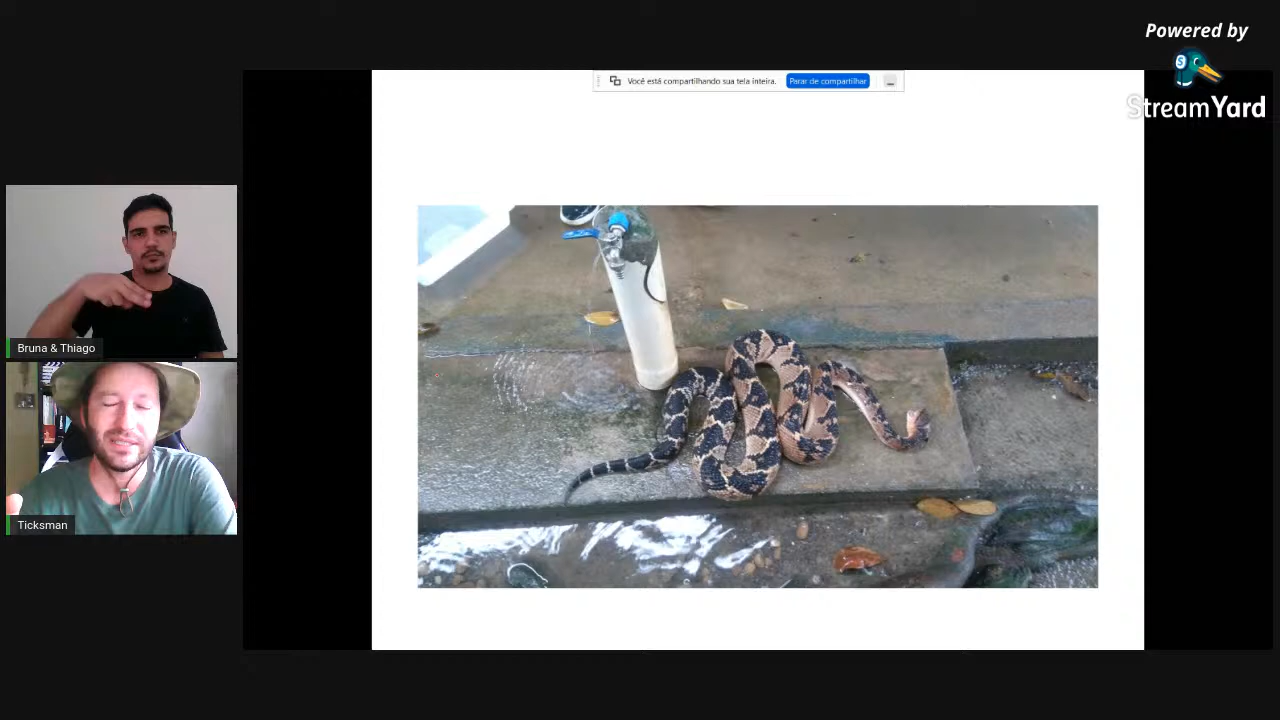 Powered by
StreamYard
Você está compartilhando sua tela inteira. Parar de compartilhar
Bruna & Thiago
Ticksman